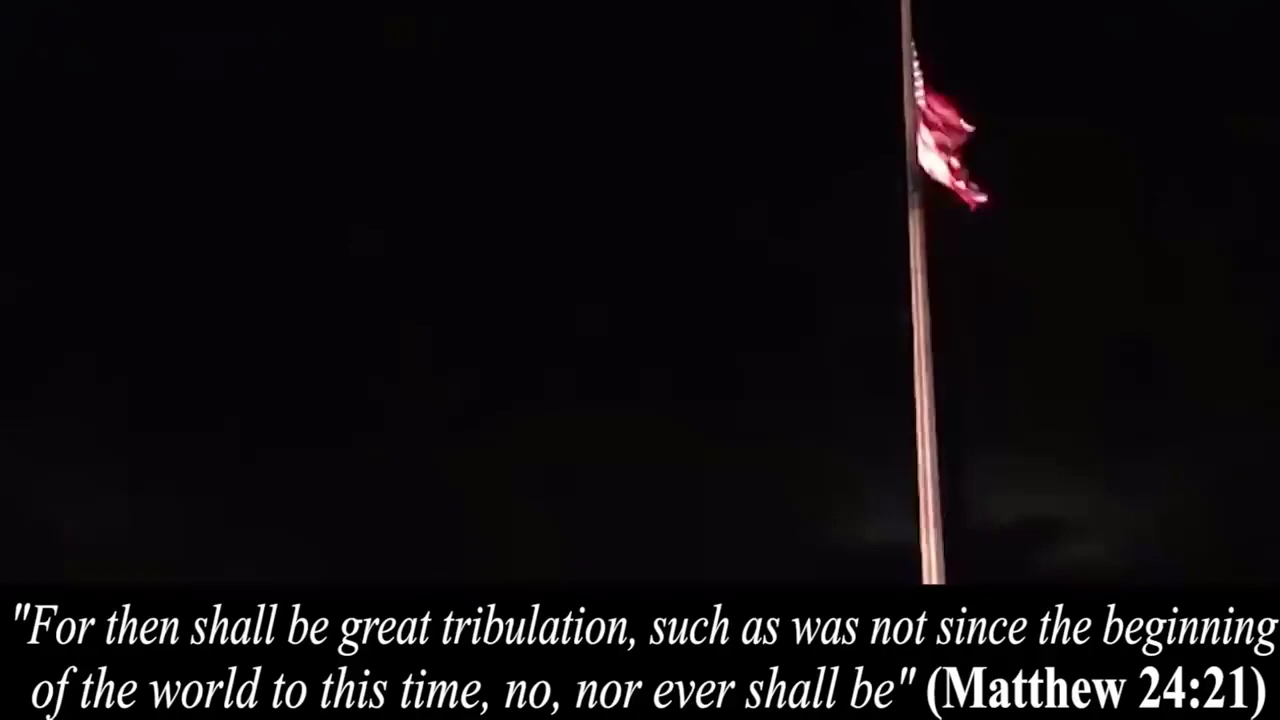 "For then shall be great tribulation, such as was not since the beginning
of the world to this time, no, nor ever shall be" (Matthew 24:21)